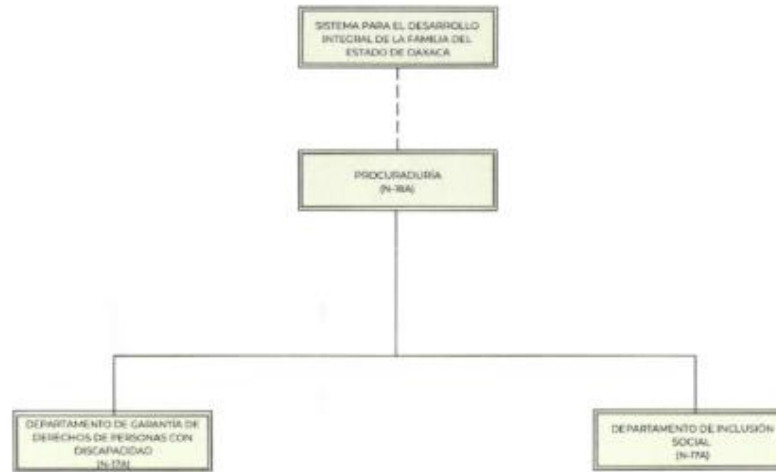 SISTEMA PARA EL DESARROLLO
INTEGRAL DE LA FAMILIA DEL
ESTADO DE OAXACA
PROCURADURÍA
(N-18A)
DEPARTAMENTO DE GARANTÍA DE
DERECHOS DE PERSONAS CON
DISCAPACIDAD
(N-17A)
DEPARTAMENTO DE INCLUSIÓN
SOCIAL
(N-17A)